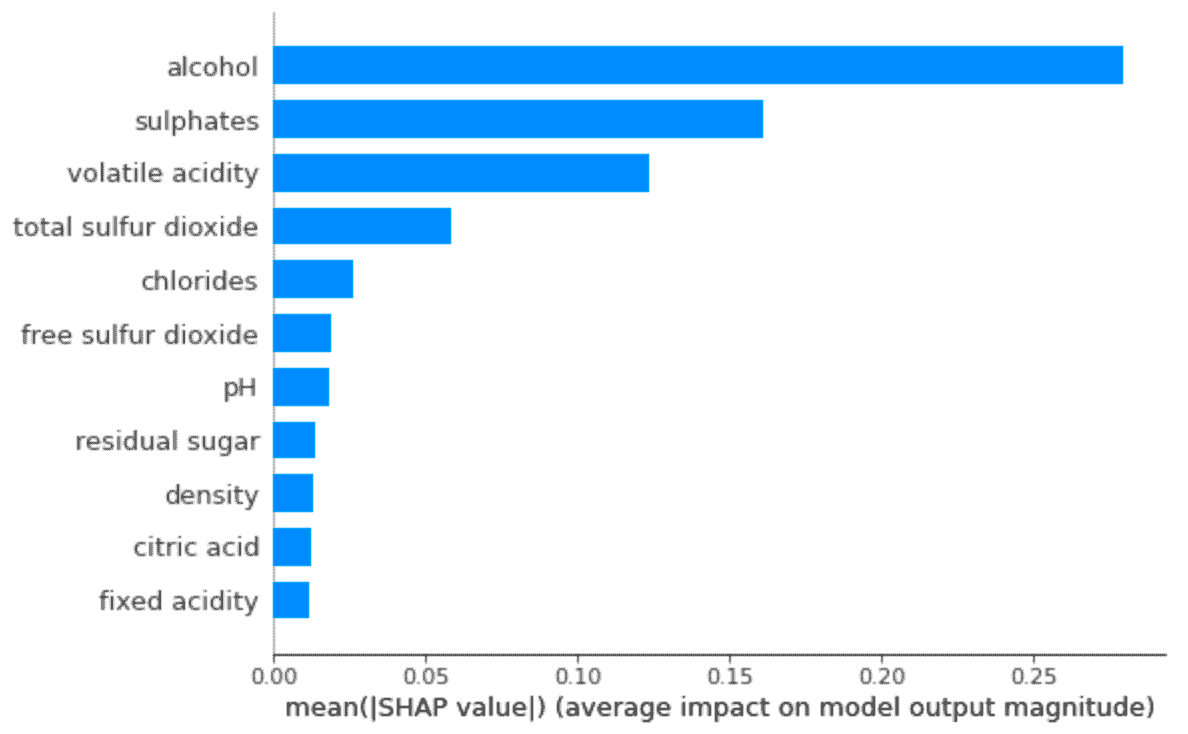 alcohol
sulphates
volatile acidity
total sulfur dioxide
chlorides
free sulfur dioxide
pH
residual sugar
density
citric acid
fixed acidity
0.00 0.05 0.10 0.15 0.20 0.25
mean(|SHAP value|) (average impact on model output magnitude)